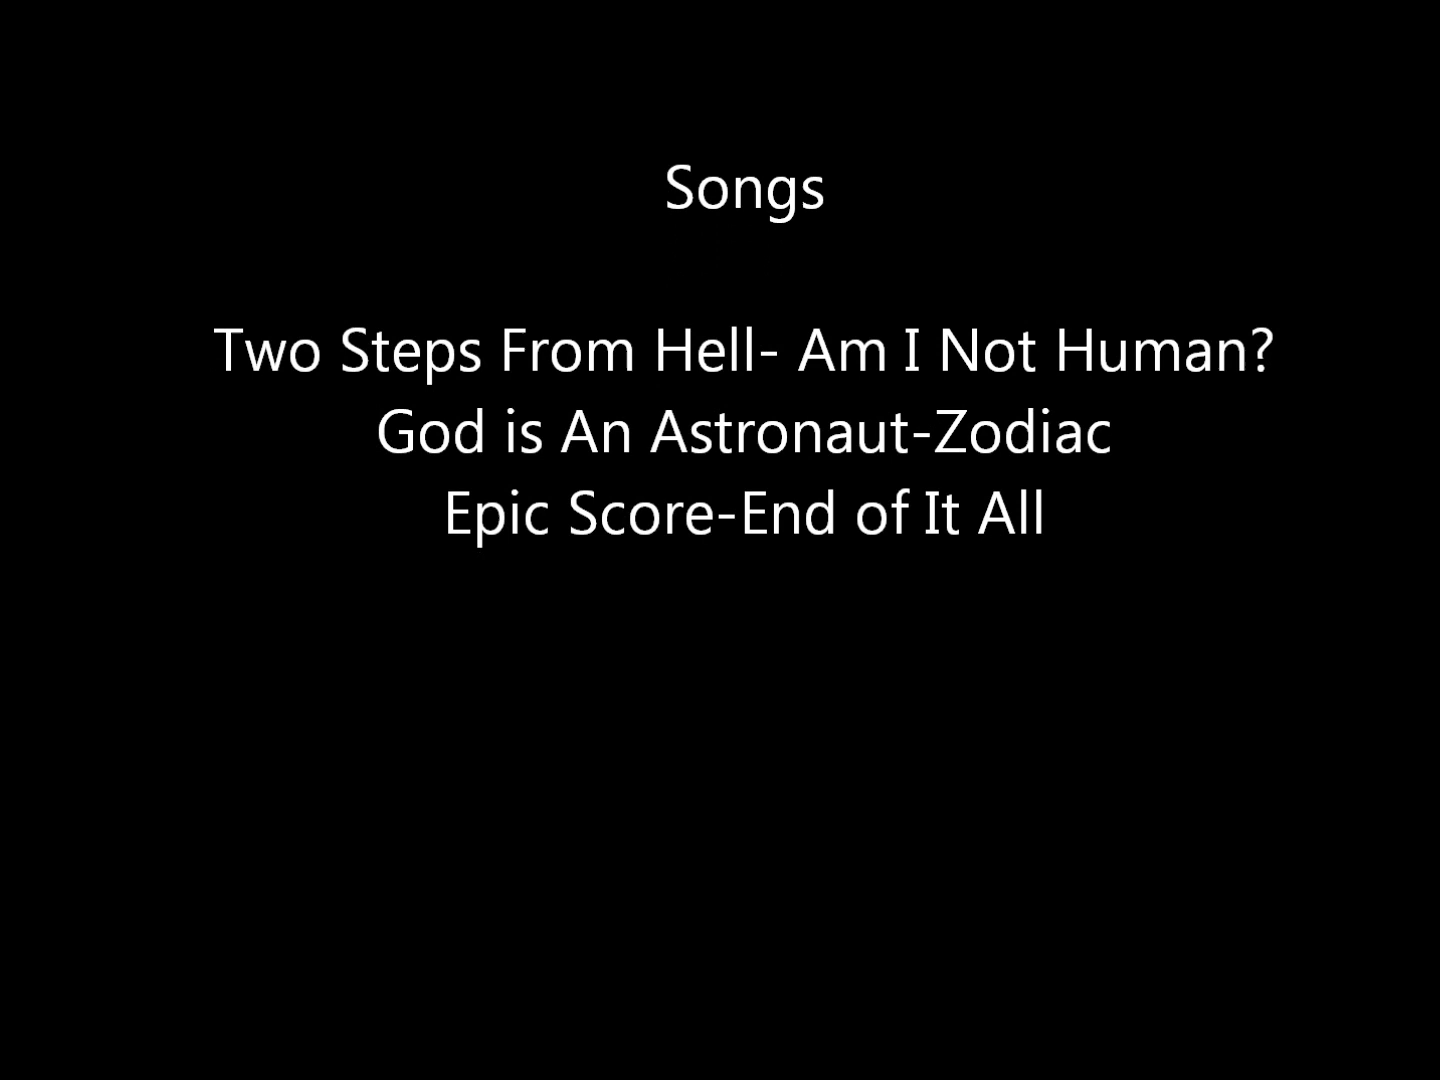 Songs
Two Steps From Hell- Am I Not Human?
God is An Astronaut-Zodiac
Epic Score-End of It All